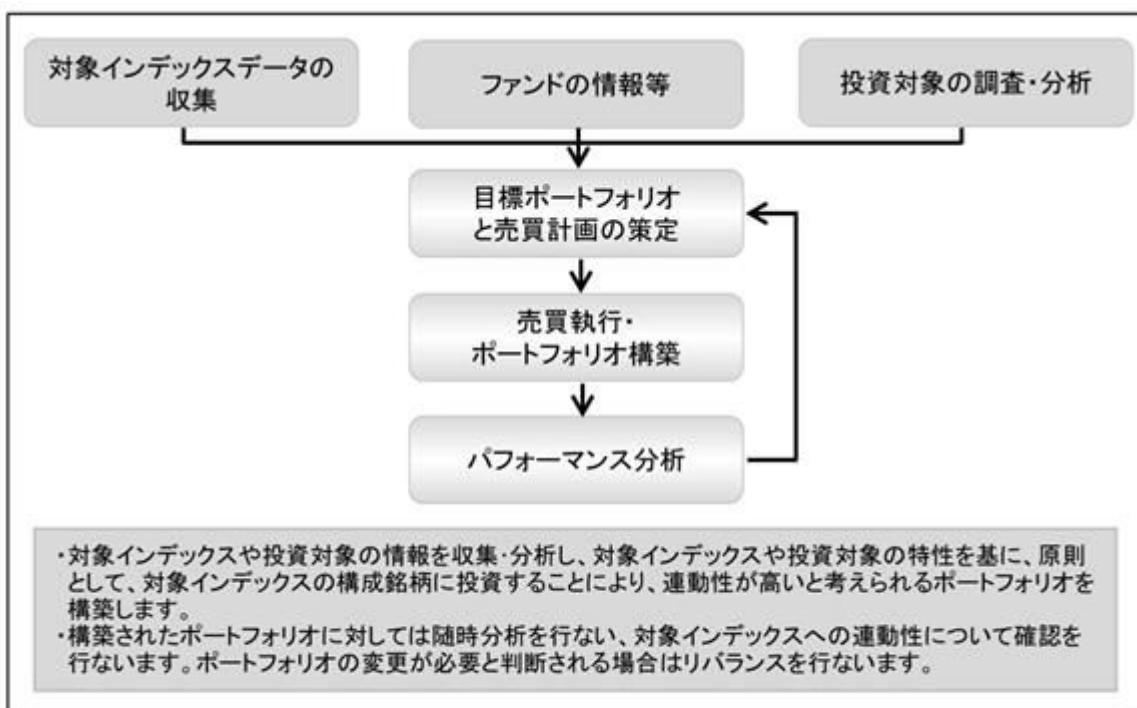 対象インデックスデータの
収集
ファンドの情報等
投資対象の調査・分析
目標ポートフォリオ
と売買計画の策定
売買執行・
ポートフォリオ構築
パフォーマンス分析
・対象インデックスや投資対象の情報を収集・分析し、対象インデックスや投資対象の特性を基に、原則
として、対象インデックスの構成銘柄に投資することにより、連動性が高いと考えられるポートフォリオを
構築します。
・構築されたポートフォリオに対しては随時分析を行ない、対象インデックスへの連動性について確認を
行ないます。ポートフォリオの変更が必要と判断される場合はリバランスを行ないます。